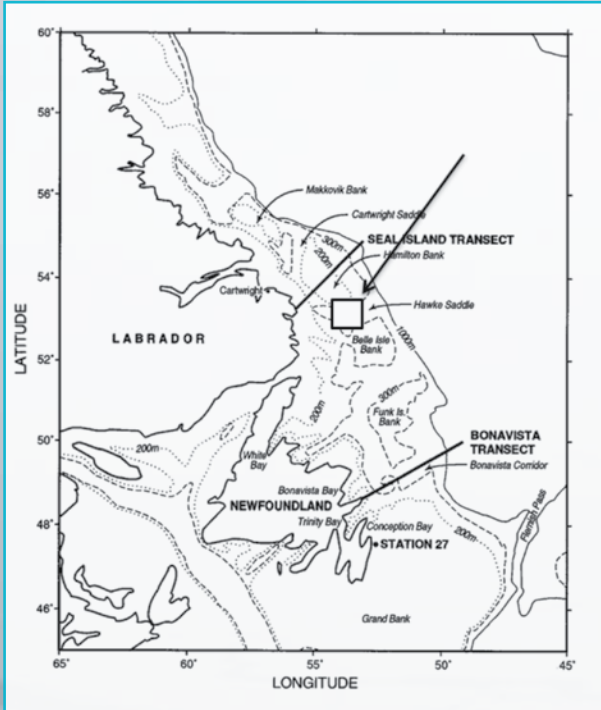 60˚
58˚
56˚
54˚
52˚
50˚
48˚
46˚
LATITUDE
65˚
60˚
55˚
50˚
45˚
LONGITUDE
Makkovik Bank
Cartwright Saddle
300m
200m
SEAL ISLAND TRANSECT
Hamilton Bank
Cartwright
Hawke Saddle
LABRADOR
Belle Isle
Bank
1000m
300m
200m
Funk Is.
Bank
BONAVISTA
TRANSECT
200m
White
Bay
Bonavista Corridor
Bonavista Bay
NEWFOUNDLAND
Trinity Bay
Conception Bay
200m
Flemish Pass
STATION 27
Grand Bank